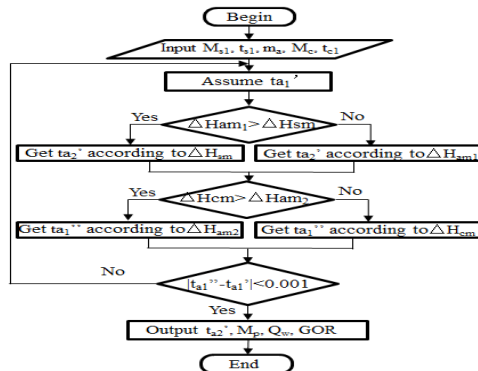 Begin
Input Ms1, ts1, ma, Mc, tc1
Assume ta1'
△Ham1>△Hsm
Yes
No
Get ta2' according to△Hsm
Get ta2' according to△Ham1
△Hcm>△Ham2
Yes
No
Get ta1'' according to△Ham2
Get ta1'' according to△Hcm
|ta1''-ta1'|<0.001
No
Yes
Output ta2', Mp, Qw, GOR
End